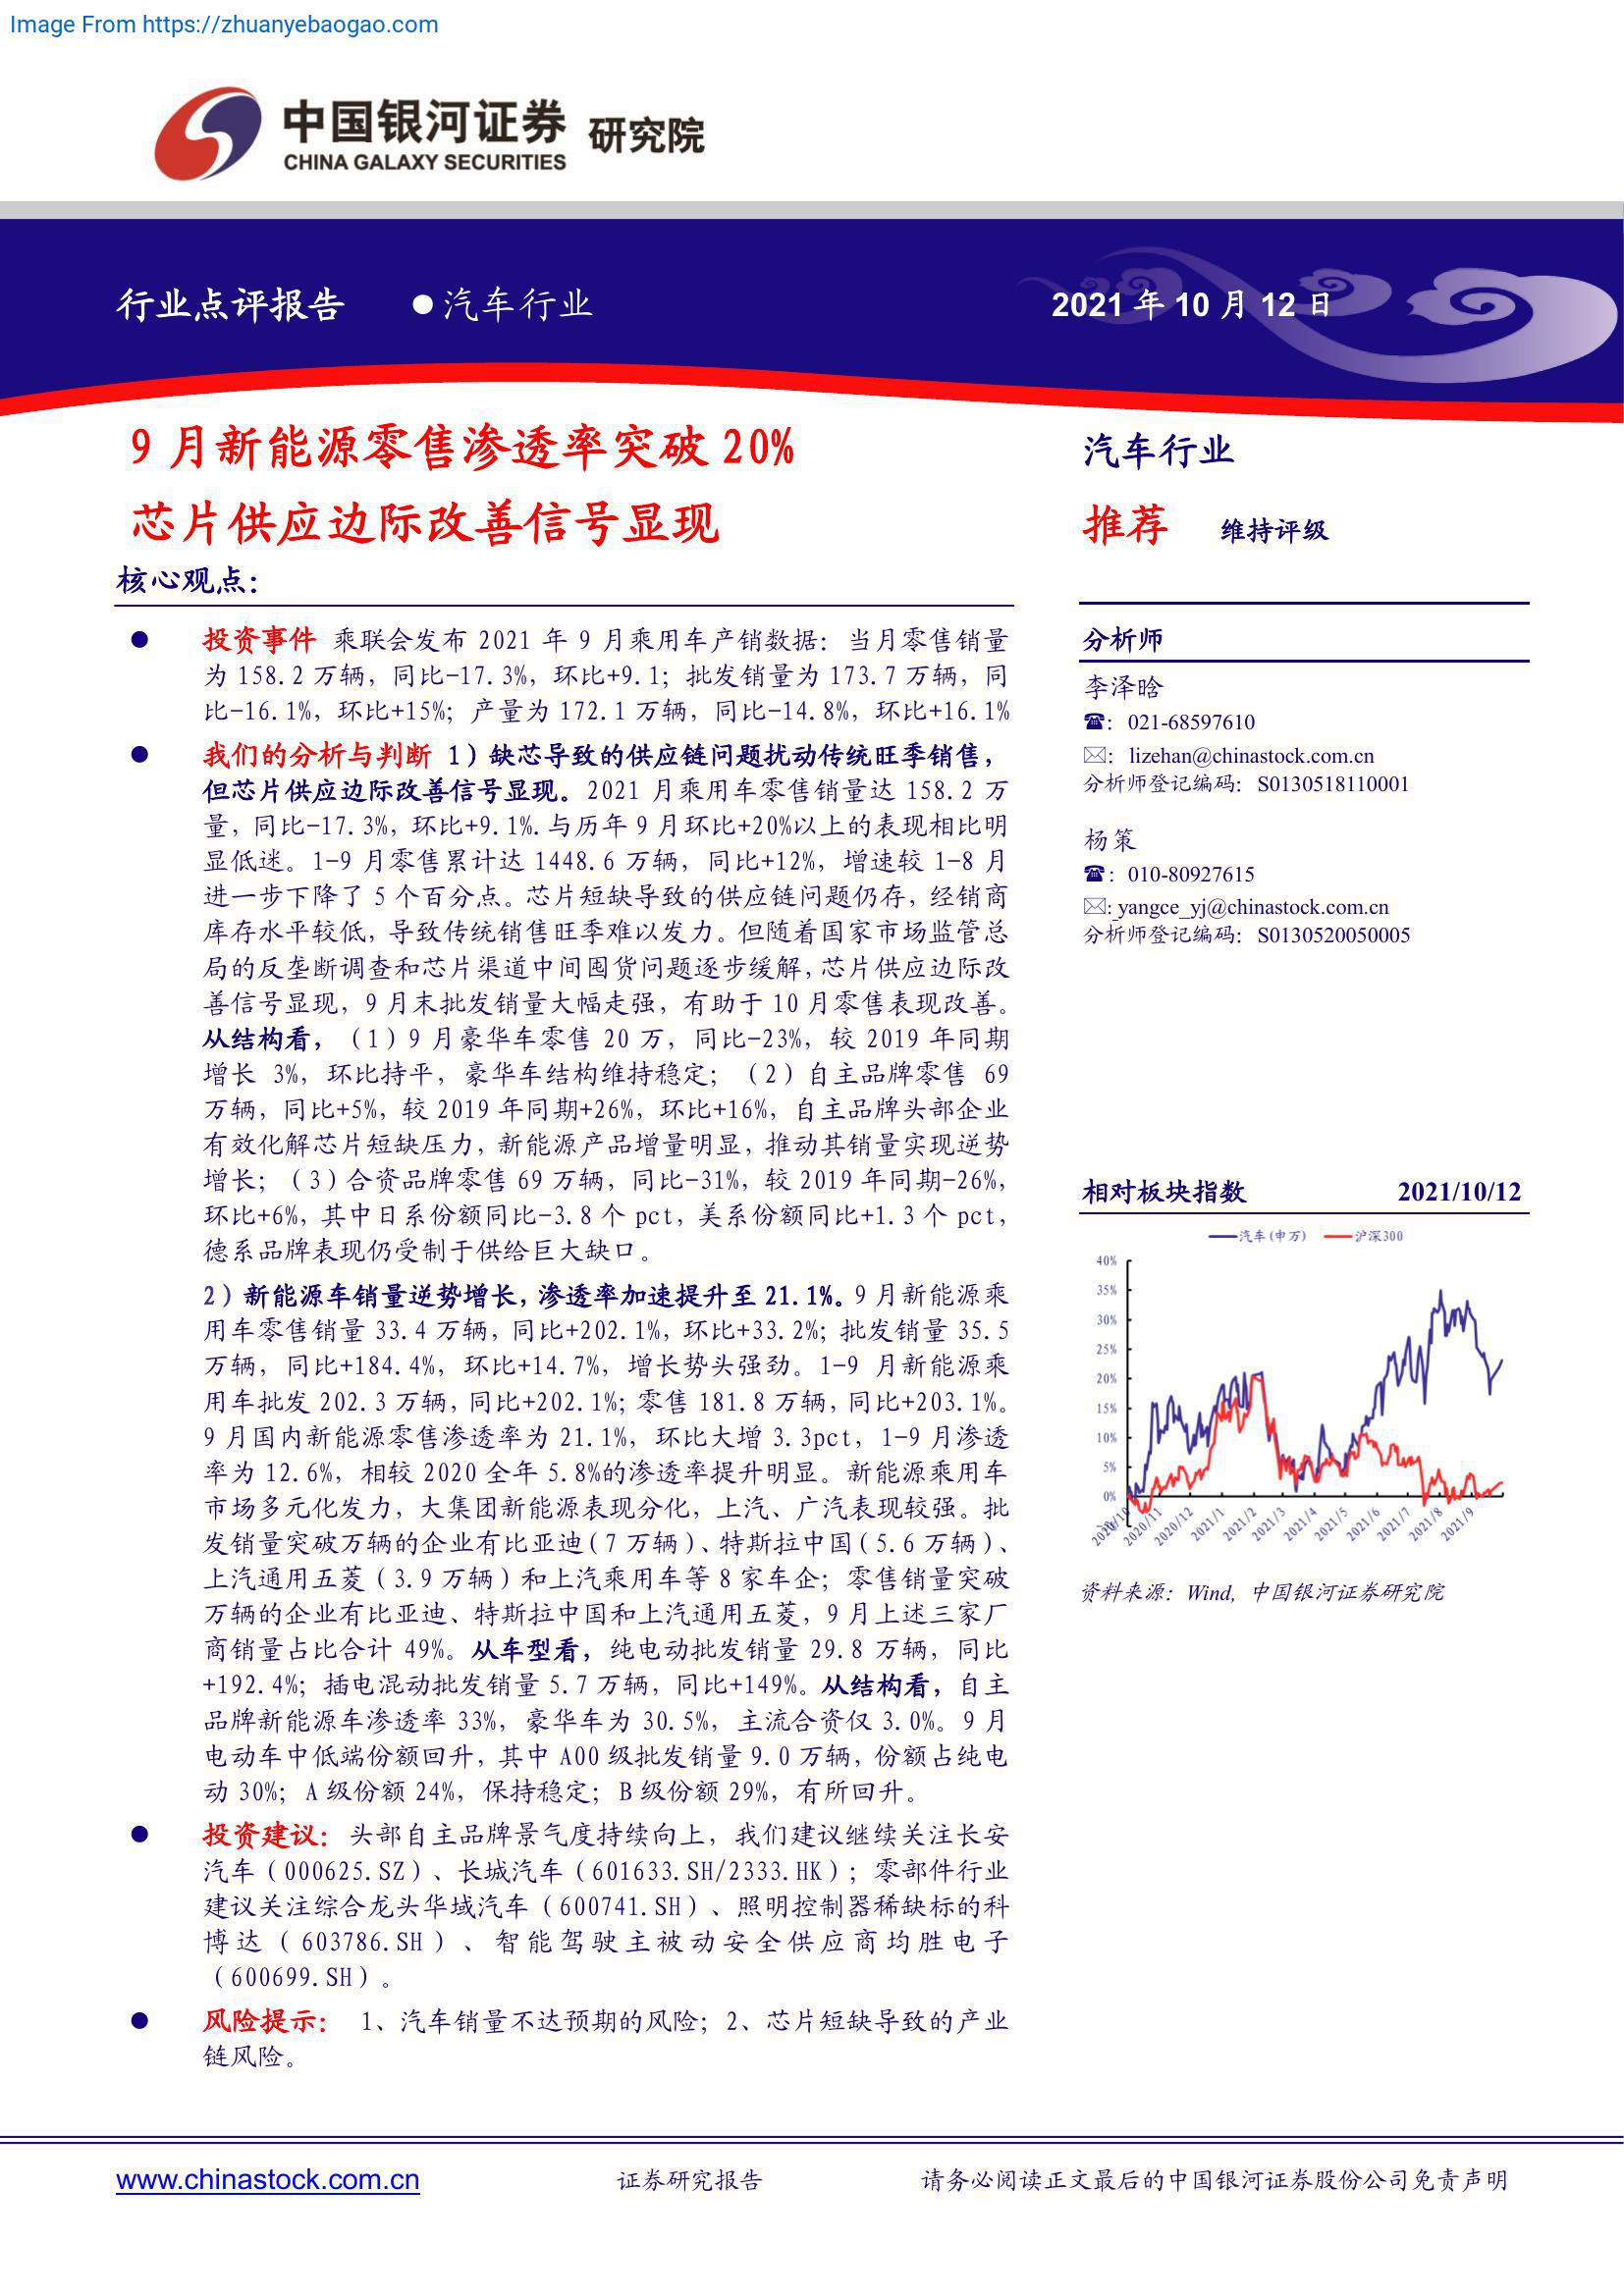 Image From https://zhuanyebaogao.com
中国银河证券 研究院
CHINA GALAXY SECURITIES
行业点评报告 ●汽车行业 2021 年 10 月 12 日
9 月新能源零售渗透率突破 20%
芯片供应边际改善信号显现
核心观点：
● 投资事件 乘联会发布 2021 年 9 月乘用车产销数据：当月零售销量
为 158.2 万辆，同比-17.3%，环比+9.1；批发销量为 173.7 万辆，同
比-16.1%，环比+15%；产量为 172.1 万辆，同比-14.8%，环比+16.1%
● 我们的分析与判断 1）缺芯导致的供应链问题扰动传统旺季销售，
但芯片供应边际改善信号显现。2021 月乘用车零售销量达 158.2 万
量，同比-17.3%，环比+9.1%.与历年 9 月环比+20%以上的表现相比明
显低迷。1-9 月零售累计达 1448.6 万辆，同比+12%，增速较 1-8 月
进一步下降了 5 个百分点。芯片短缺导致的供应链问题仍存，经销商
库存水平较低，导致传统销售旺季难以发力。但随着国家市场监管总
局的反垄断调查和芯片渠道中间囤货问题逐步缓解，芯片供应边际改
善信号显现，9 月末批发销量大幅走强，有助于 10 月零售表现改善。
从结构看，（1）9 月豪华车零售 20 万，同比-23%，较 2019 年同期
增长 3%，环比持平，豪华车结构维持稳定；（2）自主品牌零售 69
万辆，同比+5%，较 2019 年同期+26%，环比+16%，自主品牌头部企业
有效化解芯片短缺压力，新能源产品增量明显，推动其销量实现逆势
增长；（3）合资品牌零售 69 万辆，同比-31%，较 2019 年同期-26%，
环比+6%，其中日系份额同比-3.8 个 pct，美系份额同比+1.3 个 pct，
德系品牌表现仍受制于供给巨大缺口。
2）新能源车销量逆势增长，渗透率加速提升至 21.1%。9 月新能源乘
用车零售销量 33.4 万辆，同比+202.1%，环比+33.2%；批发销量 35.5
万辆，同比+184.4%，环比+14.7%，增长势头强劲。1-9 月新能源乘
用车批发 202.3 万辆，同比+202.1%；零售 181.8 万辆，同比+203.1%。
9 月国内新能源零售渗透率为 21.1%，环比大增 3.3pct，1-9 月渗透
率为 12.6%，相较 2020 全年 5.8%的渗透率提升明显。新能源乘用车
市场多元化发力，大集团新能源表现分化，上汽、广汽表现较强。批
发销量突破万辆的企业有比亚迪（7 万辆）、特斯拉中国（5.6 万辆）、
上汽通用五菱（3.9 万辆）和上汽乘用车等 8 家车企；零售销量突破
万辆的企业有比亚迪、特斯拉中国和上汽通用五菱，9 月上述三家厂
商销量占比合计 49%。从车型看，纯电动批发销量 29.8 万辆，同比
+192.4%；插电混动批发销量 5.7 万辆，同比+149%。从结构看，自主
品牌新能源车渗透率 33%，豪华车为 30.5%，主流合资仅 3.0%。9 月
电动车中低端份额回升，其中 A00 级批发销量 9.0 万辆，份额占纯电
动 30%；A 级份额 24%，保持稳定；B 级份额 29%，有所回升。
● 投资建议：头部自主品牌景气度持续向上，我们建议继续关注长安
汽车（000625.SZ）、长城汽车（601633.SH/2333.HK）；零部件行业
建议关注综合龙头华域汽车（600741.SH）、照明控制器稀缺标的科
博达（603786.SH）、智能驾驶主被动安全供应商均胜电子
（600699.SH）。
● 风险提示： 1、汽车销量不达预期的风险；2、芯片短缺导致的产业
链风险。
汽车行业
推荐 维持评级
分析师
李泽晗
☎：021-68597610
✉：lizehan@chinastock.com.cn
分析师登记编码：S0130518110001
杨策
☎：010-80927615
✉: yangce_yj@chinastock.com.cn
分析师登记编码：S0130520050005
相对板块指数 2021/10/12
汽车(申万) 沪深300
40%
35%
30%
25%
20%
15%
10%
5%
0%
2020/10 2020/11 2020/12 2021/1 2021/2 2021/3 2021/4 2021/5 2021/6 2021/7 2021/8 2021/9
资料来源：Wind, 中国银河证券研究院
www.chinastock.com.cn 证券研究报告 请务必阅读正文最后的中国银河证券股份公司免责声明